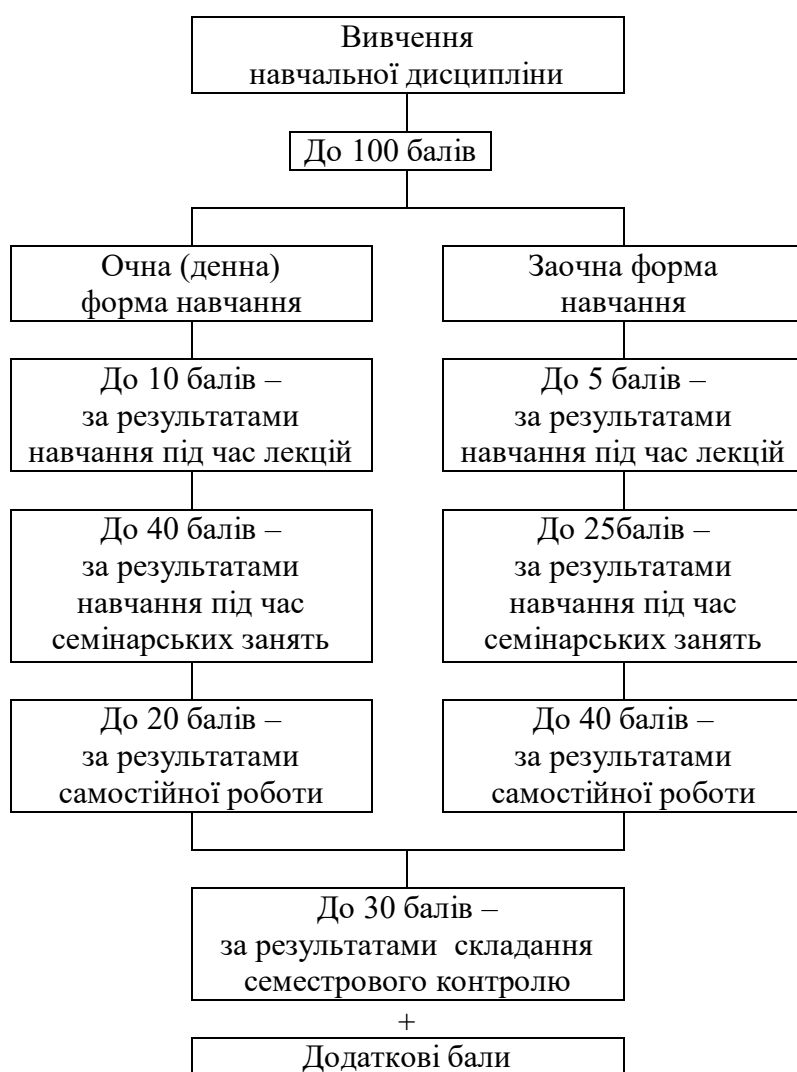 Вивчення
навчальної дисципліни
До 100 балів
Очна (денна)
форма навчання
Заочна форма
навчання
До 10 балів –
за результатами
навчання під час лекцій
До 5 балів –
за результатами
навчання під час лекцій
До 40 балів –
за результатами
навчання під час
семінарських занять
До 25балів –
за результатами
навчання під час
семінарських занять
До 20 балів –
за результатами
самостійної роботи
До 40 балів –
за результатами
самостійної роботи
До 30 балів –
за результатами складання
семестрового контролю
+
Додаткові бали